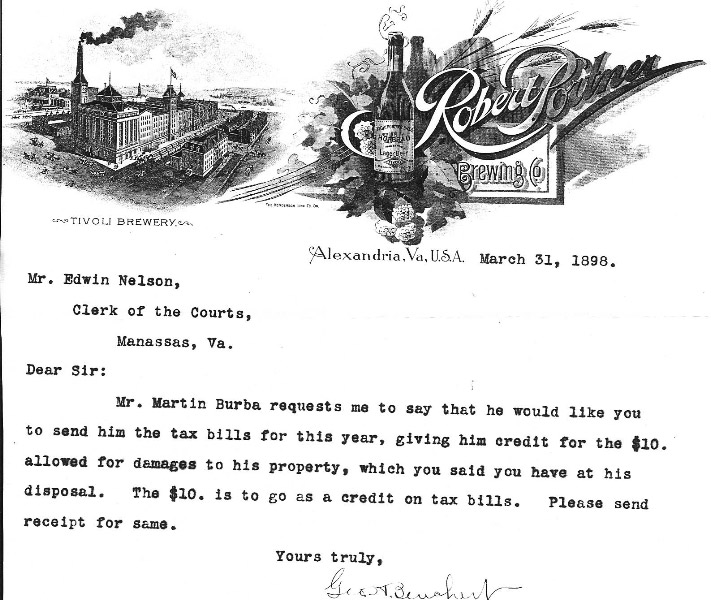 Robert Portner
Brewing Co
TIVOLI BREWERY.
Alexandria, Va, U.S.A. March 31, 1898.
Mr. Edwin Nelson,
Clerk of the Courts,
Manassas, Va.
Dear Sir:
Mr. Martin Burba requests me to say that he would like you
to send him the tax bills for this year, giving him credit for the $10.
allowed for damages to his property, which you said you have at his
disposal. The $10. is to go as a credit on tax bills. Please send
receipt for same.
Yours truly,